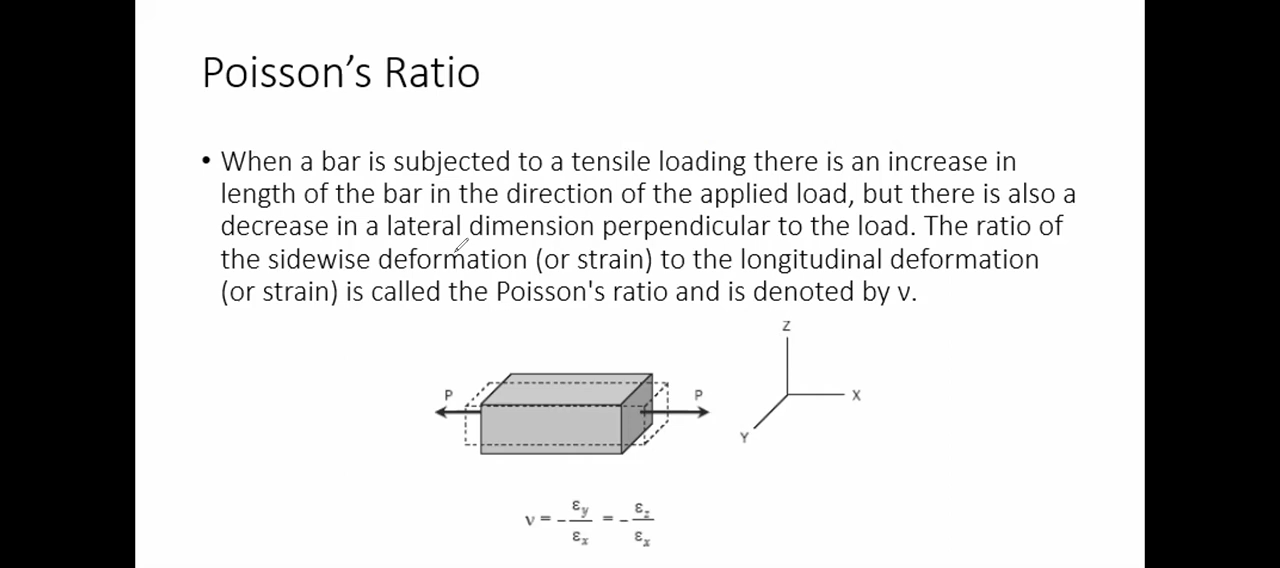 Poisson's Ratio
• When a bar is subjected to a tensile loading there is an increase in
length of the bar in the direction of the applied load, but there is also a
decrease in a lateral dimension perpendicular to the load. The ratio of
the sidewise deformation (or strain) to the longitudinal deformation
(or strain) is called the Poisson's ratio and is denoted by ν.
Z
P
P
X
Y
ν = -εy/εx = -εz/εx